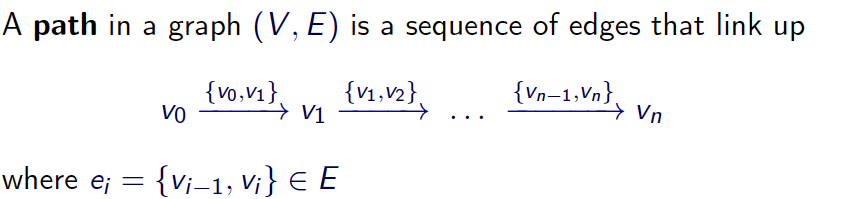 A path in a graph (V, E) is a sequence of edges that link up
v₀ —{v₀,v₁}→ v₁ —{v₁,v₂}→ ... —{vₙ₋₁,vₙ}→ vₙ
where eᵢ = {vᵢ₋₁, vᵢ} ∈ E